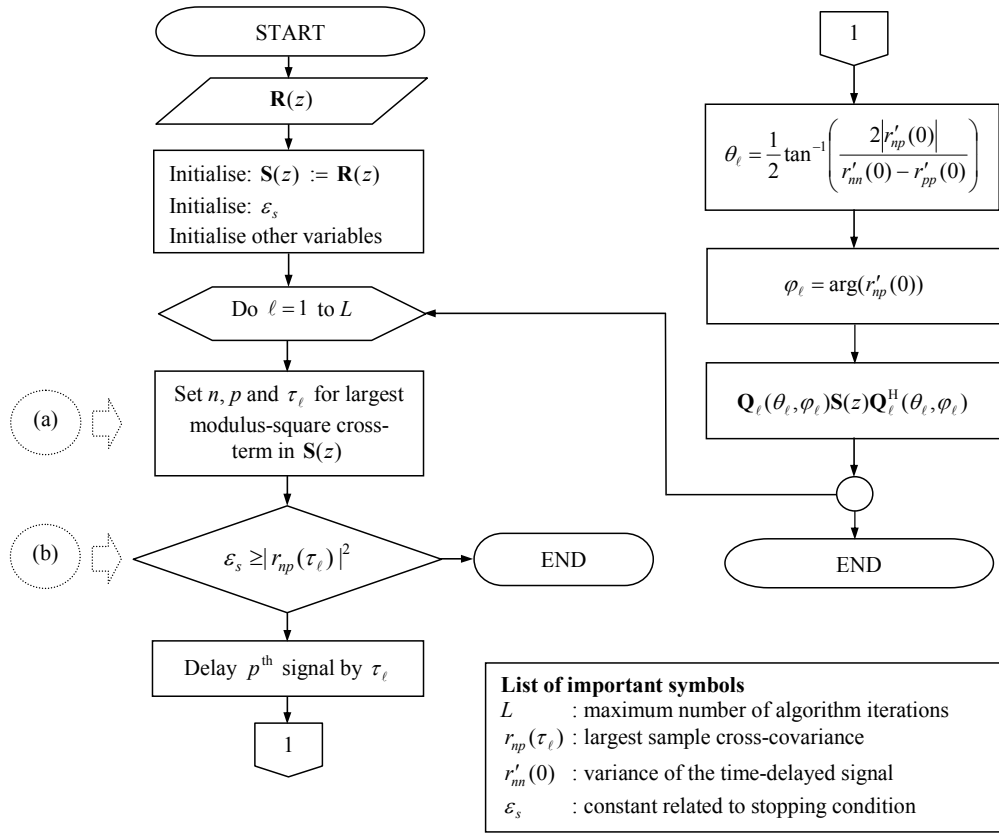 START
R(z)
Initialise: S(z) := R(z)
Initialise: εₛ
Initialise other variables
Do ℓ = 1 to L
(a)
Set n, p and τ_ℓ for largest
modulus-square cross-
term in S(z)
(b)
εₛ ≥| r_np(τ_ℓ) |²
END
Delay p^th signal by τ_ℓ
1
1
θ_ℓ = 1/2 tan⁻¹( 2|r′_np(0)| / (r′_nn(0) − r′_pp(0)) )
φ_ℓ = arg(r′_np(0))
Q_ℓ(θ_ℓ,φ_ℓ)S(z)Q_ℓ^H(θ_ℓ,φ_ℓ)
END
List of important symbols
L : maximum number of algorithm iterations
r_np(τ_ℓ) : largest sample cross-covariance
r′_nn(0) : variance of the time-delayed signal
εₛ : constant related to stopping condition